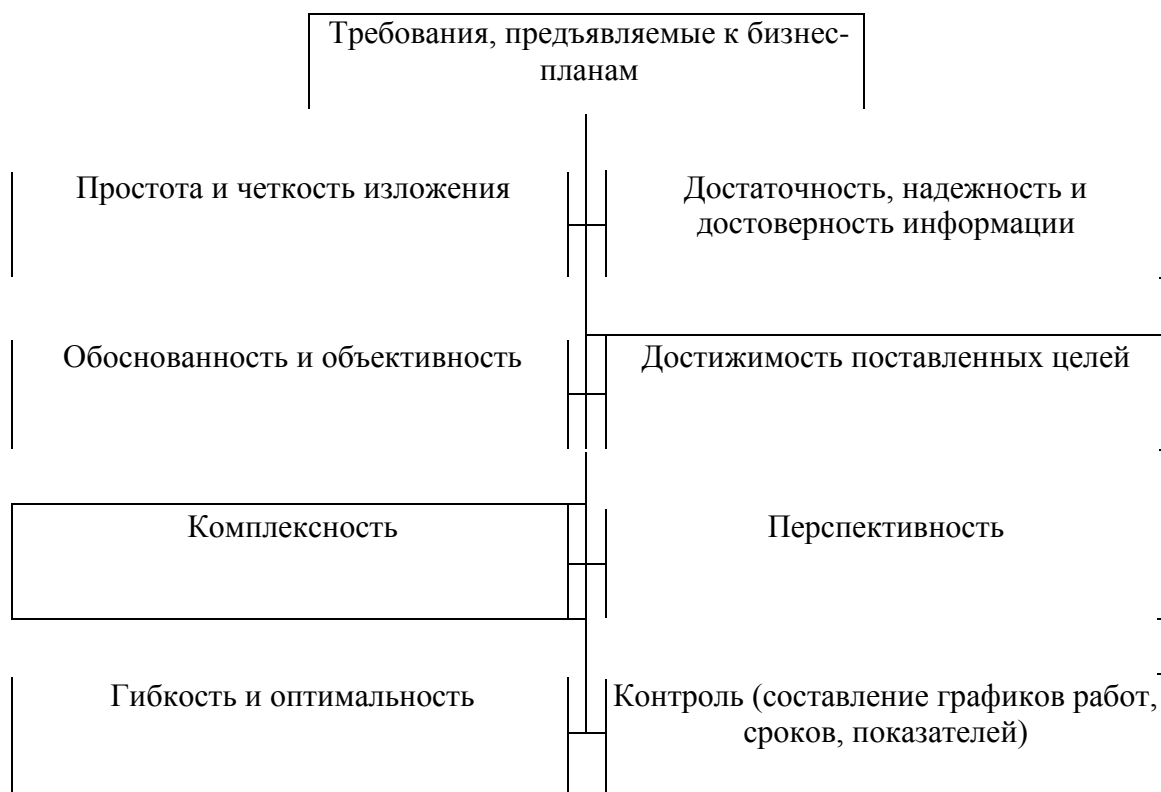 Требования, предъявляемые к бизнес-
планам
Простота и четкость изложения
Достаточность, надежность и
достоверность информации
Обоснованность и объективность
Достижимость поставленных целей
Комплексность
Перспективность
Гибкость и оптимальность
Контроль (составление графиков работ,
сроков, показателей)